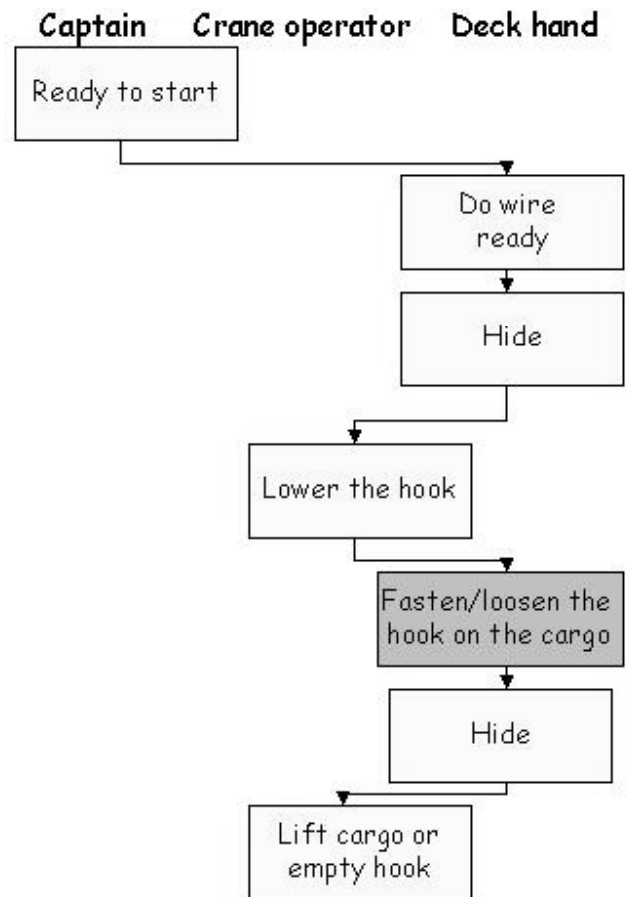 Captain Crane operator Deck hand
Ready to start
Do wire
ready
Hide
Lower the hook
Fasten/loosen the
hook on the cargo
Hide
Lift cargo or
empty hook